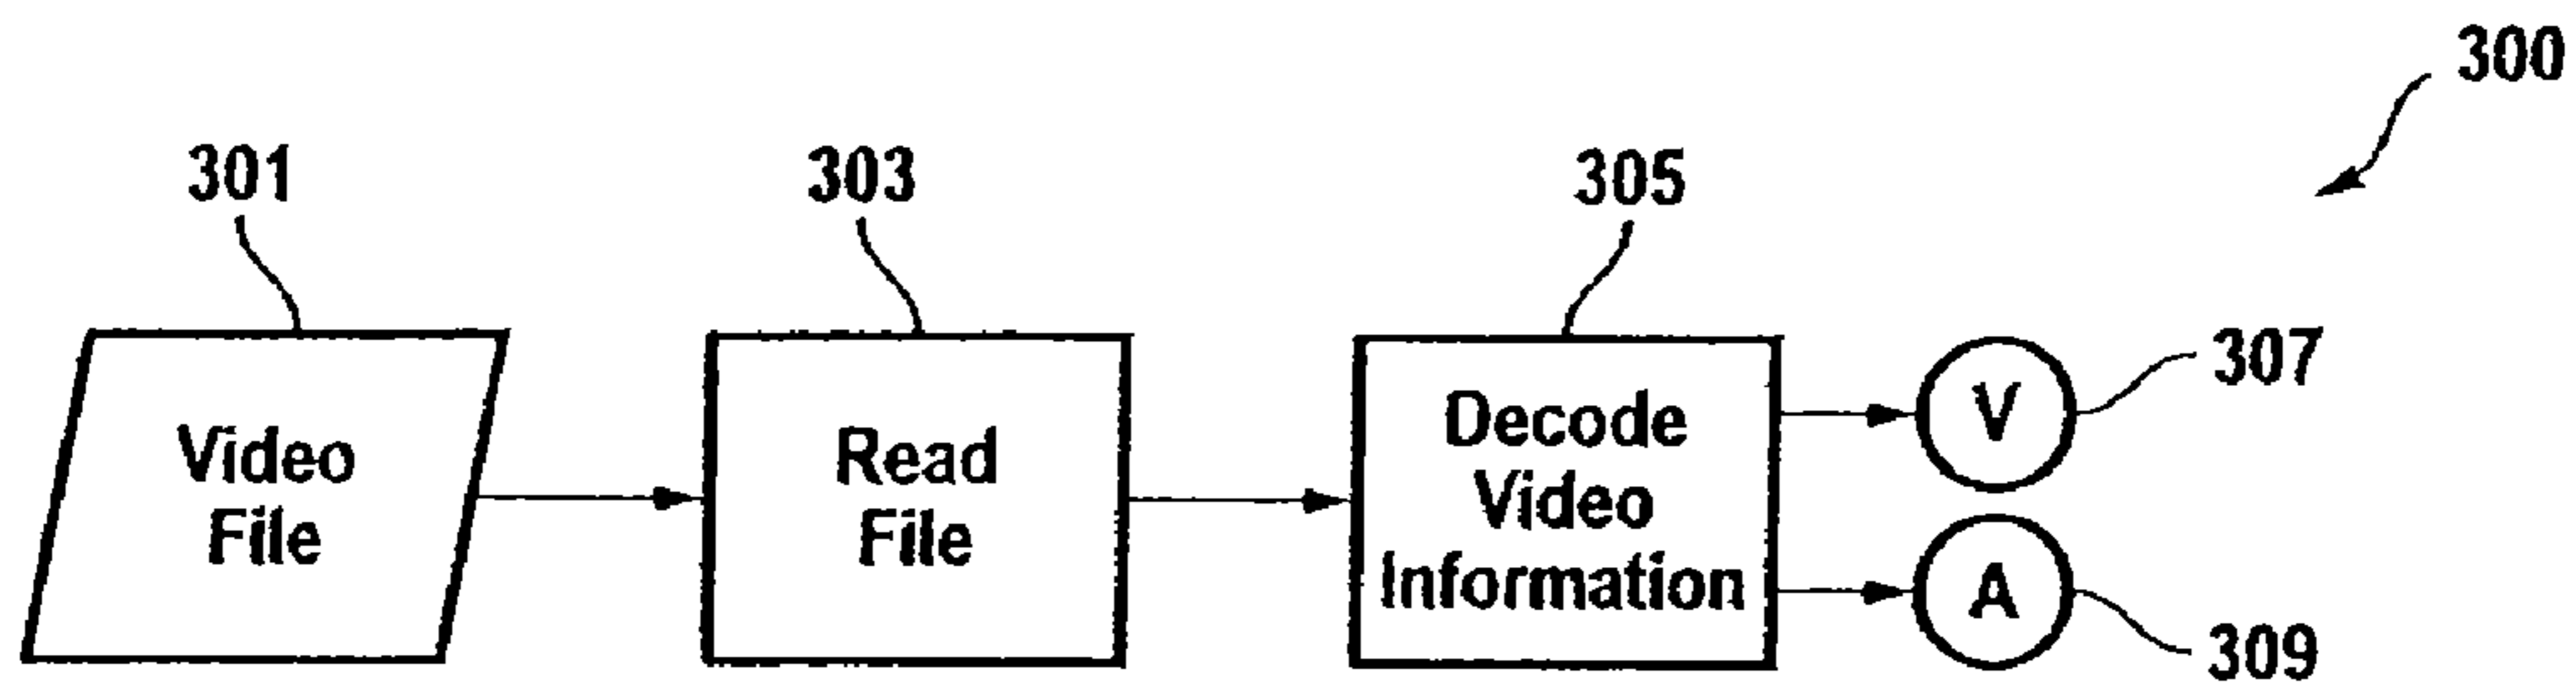 300
301
303
305
Video
File
Read
File
Decode
Video
Information
V
307
A
309